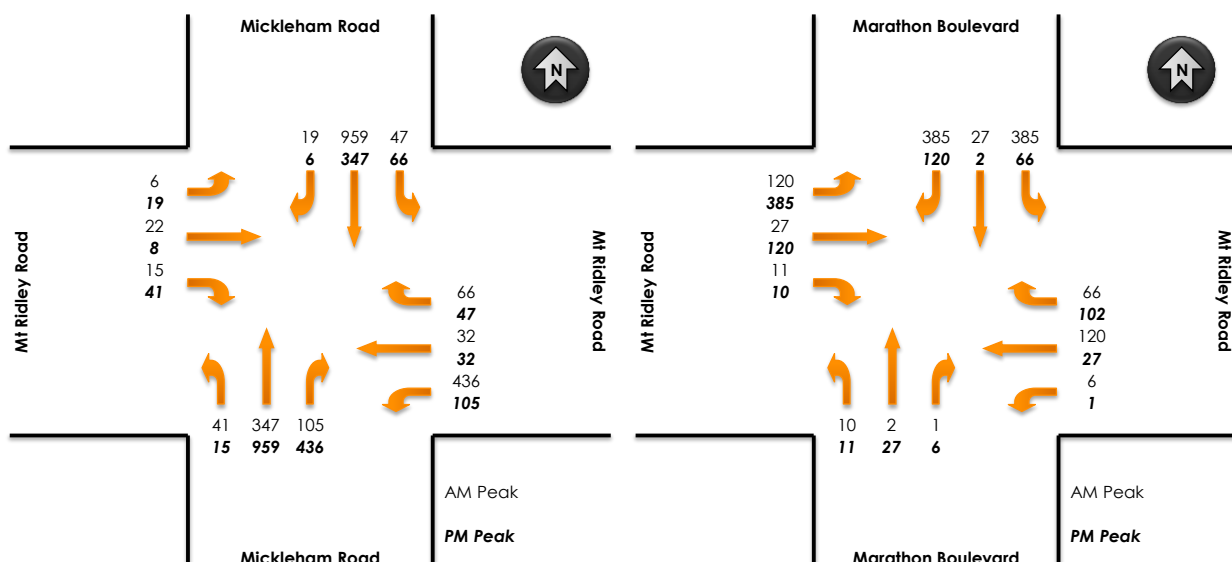 Mickleham Road
N
19 959 47
6 347 66
6
19
22
8
15
41
Mt Ridley Road
Mt Ridley Road
66
47
32
32
436
105
41 347 105
15 959 436
AM Peak
PM Peak
Mickleham Road
Marathon Boulevard
N
385 27 385
120 2 66
120
385
27
120
11
10
Mt Ridley Road
Mt Ridley Road
66
102
120
27
6
1
10 2 1
11 27 6
AM Peak
PM Peak
Marathon Boulevard